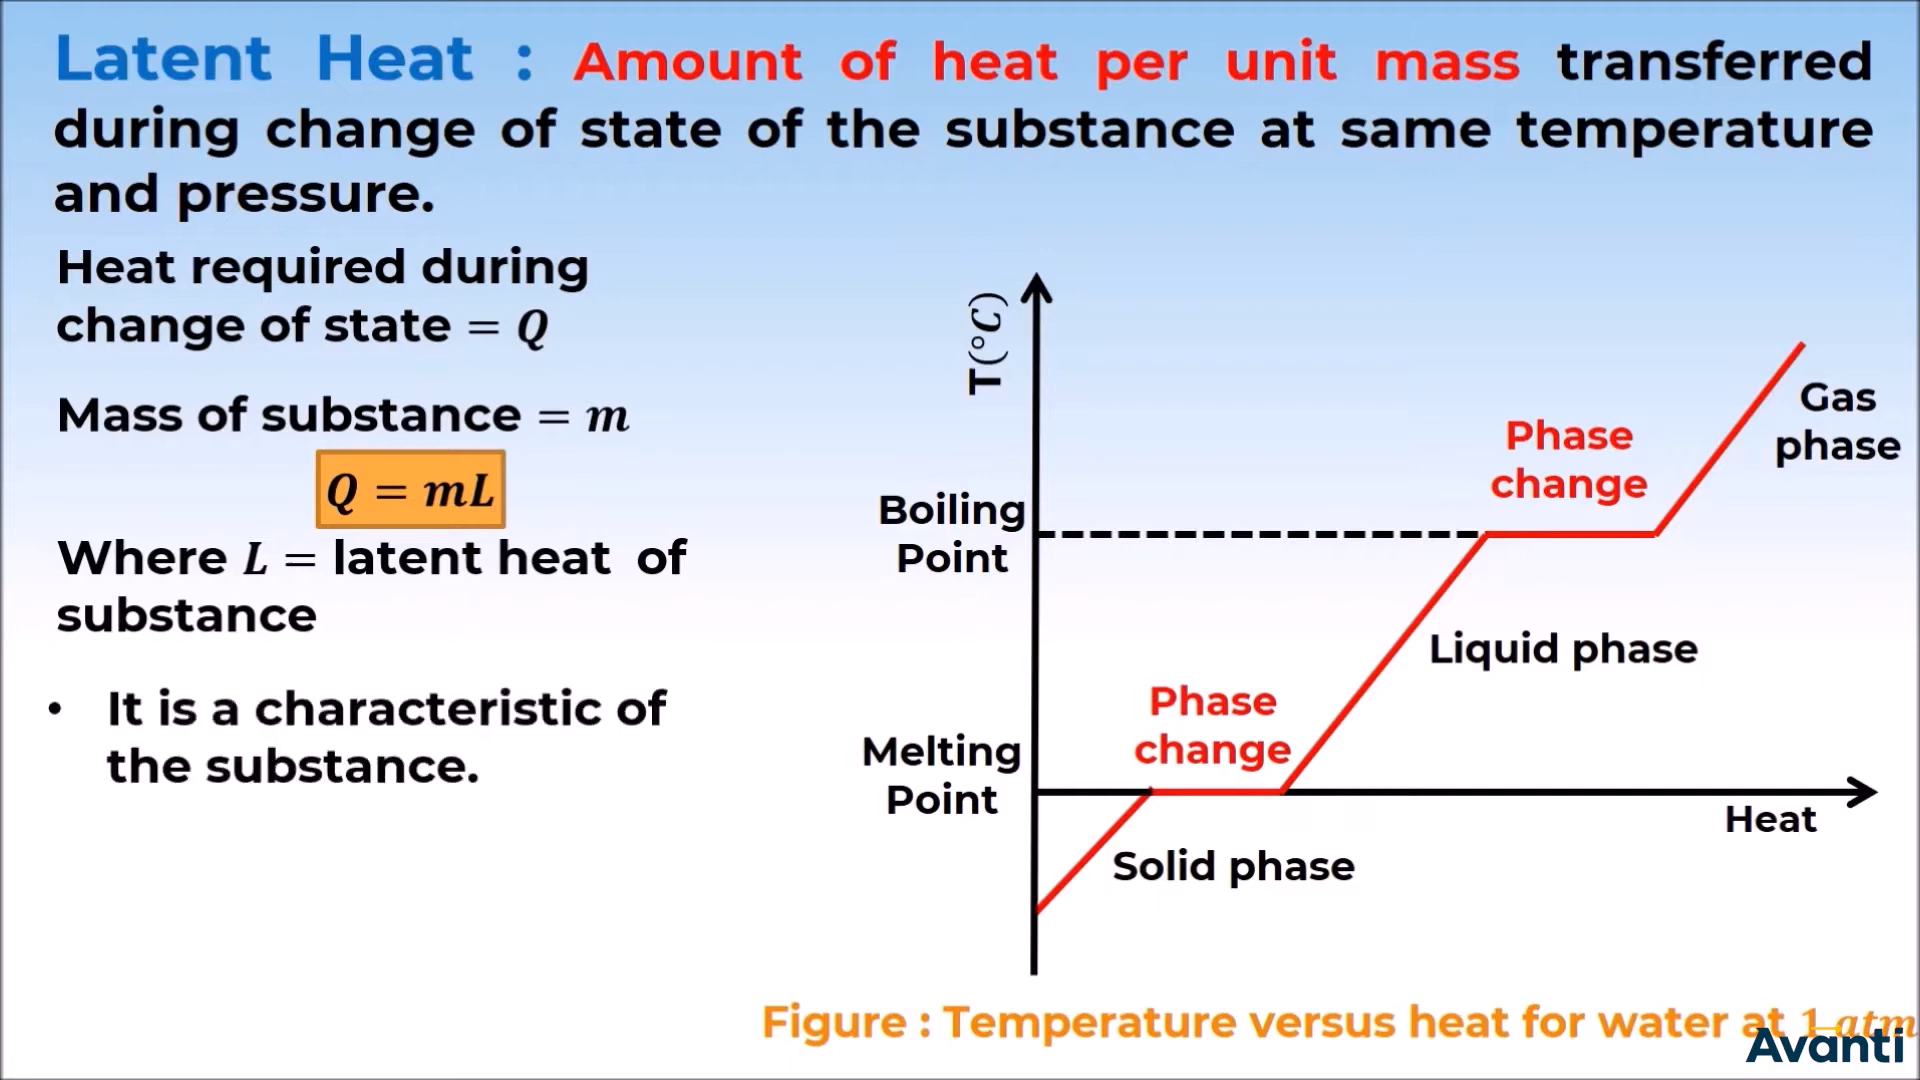 Latent Heat : Amount of heat per unit mass transferred
during change of state of the substance at same temperature
and pressure.
Heat required during
change of state = Q
Mass of substance = m
Q = mL
Where L = latent heat of
substance
• It is a characteristic of
the substance.
T(°C)
Gas
phase
Phase
change
Boiling
Point
Liquid phase
Phase
change
Melting
Point
Heat
Solid phase
Figure : Temperature versus heat for water at 1 atm
Avanti